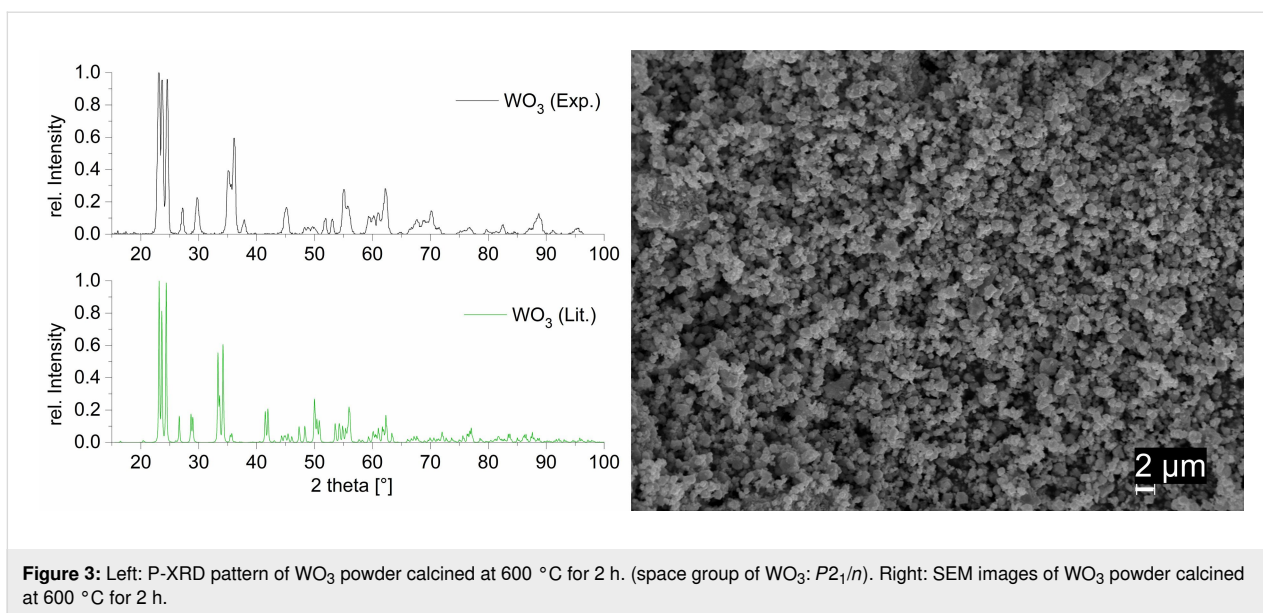 1.0
0.8
0.6
0.4
0.2
0.0
rel. Intensity
WO₃ (Exp.)
20 30 40 50 60 70 80 90 100
1.0
0.8
0.6
0.4
0.2
0.0
rel. Intensity
WO₃ (Lit.)
20 30 40 50 60 70 80 90 100
2 theta [°]
2 µm
Figure 3: Left: P-XRD pattern of WO₃ powder calcined at 600 °C for 2 h. (space group of WO₃: P2₁/n). Right: SEM images of WO₃ powder calcined
at 600 °C for 2 h.